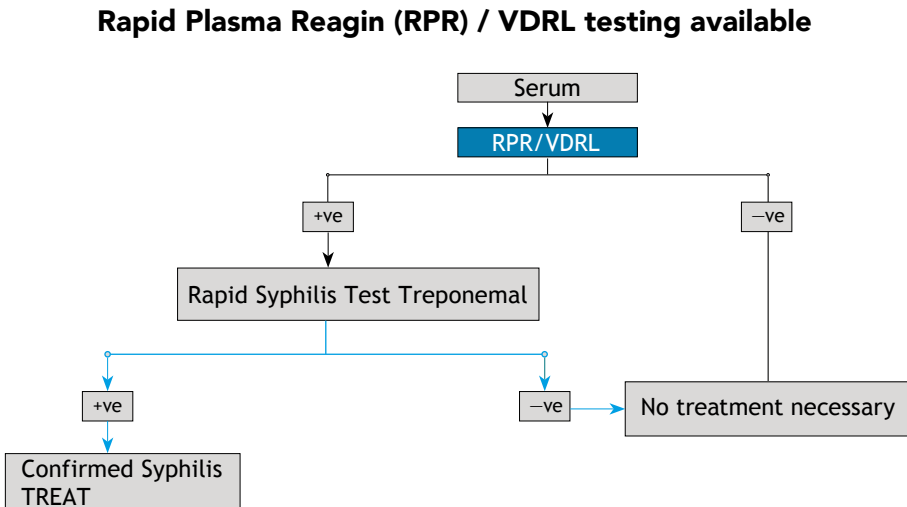 Rapid Plasma Reagin (RPR) / VDRL testing available
Serum
RPR/VDRL
+ve
−ve
Rapid Syphilis Test Treponemal
+ve
−ve
No treatment necessary
Confirmed Syphilis
TREAT